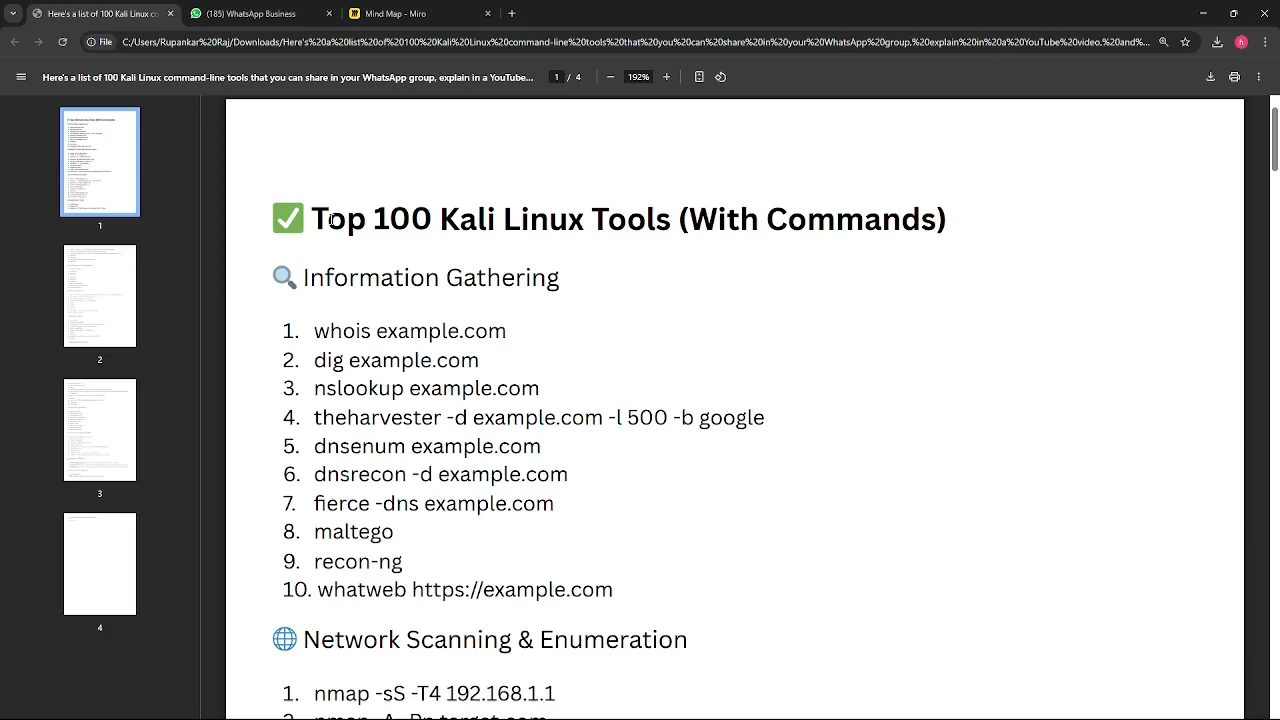 Here's a list of 100 Kali Linux co
(185) WhatsApp Business
Mind Map - Miro
File
C:/Users/Rupankar%20Raj/Downloads/Here's%20a%20list%20of%20100%20Kali%20Linux%20command-line%20tools%20that%20you%20can%20share%20in%20your%20WhatsApp%20group,%20explain%20in%20a%20YouTube%20video%20and%...
h
Here's a list of 100 Kali Linux command-line tools that you can share in your WhatsApp group, explain in a YouTube...
1 / 4
192%
✅ Top 100 Kali Linux Tools (With Commands)
🔍 Information Gathering
1. whois example.com
2. dig example.com
3. nslookup example.com
4. theHarvester -d example.com -l 500 -b google
5. dnsenum example.com
6. dnsrecon -d example.com
7. fierce -dns example.com
8. maltego
9. recon-ng
10. whatweb https://example.com
🌐 Network Scanning & Enumeration
1. nmap -sS -T4 192.168.1.1
2. nmap -A -Pn target.com
1
2
3
4